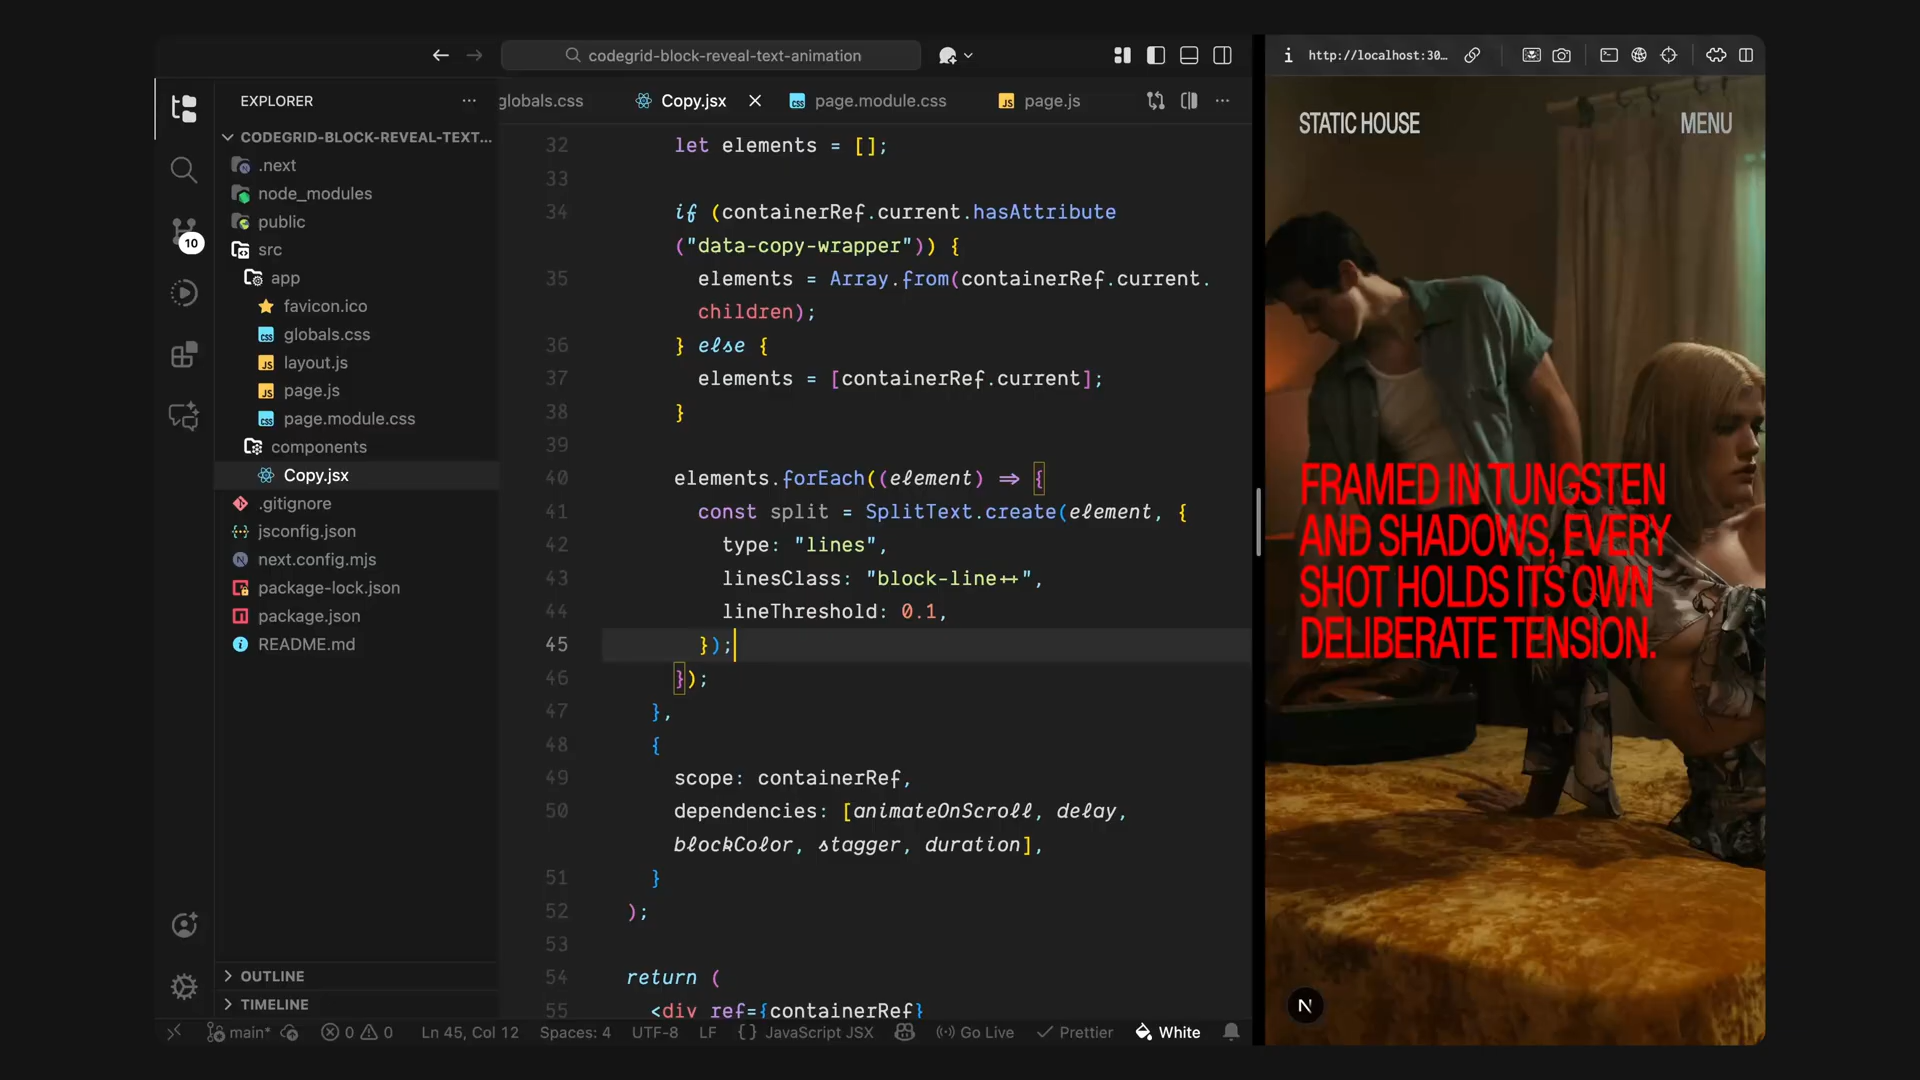 codegrid-block-reveal-text-animation
http://localhost:30…
EXPLORER
CODEGRID-BLOCK-REVEAL-TEXT...
.next
node_modules
public
src
app
favicon.ico
globals.css
layout.js
page.js
page.module.css
components
Copy.jsx
.gitignore
jsconfig.json
next.config.mjs
package-lock.json
package.json
README.md
OUTLINE
TIMELINE
10
globals.css
Copy.jsx
page.module.css
page.js
32 let elements = [];
33
34 if (containerRef.current.hasAttribute
("data-copy-wrapper")) {
35 elements = Array.from(containerRef.current.
children);
36 } else {
37 elements = [containerRef.current];
38 }
39
40 elements.forEach((element) => {
41 const split = SplitText.create(element, {
42 type: "lines",
43 linesClass: "block-line++",
44 lineThreshold: 0.1,
45 });
46 });
47 },
48 {
49 scope: containerRef,
50 dependencies: [animateOnScroll, delay,
blockColor, stagger, duration],
51 }
52 );
53
54 return (
55 <div ref={containerRef}
main*
0 0
Ln 45, Col 12
Spaces: 4
UTF-8
LF
{ } JavaScript JSX
Go Live
Prettier
White
STATIC HOUSE
MENU
FRAMED IN TUNGSTEN
AND SHADOWS, EVERY
SHOT HOLDS ITS OWN
DELIBERATE TENSION.
N